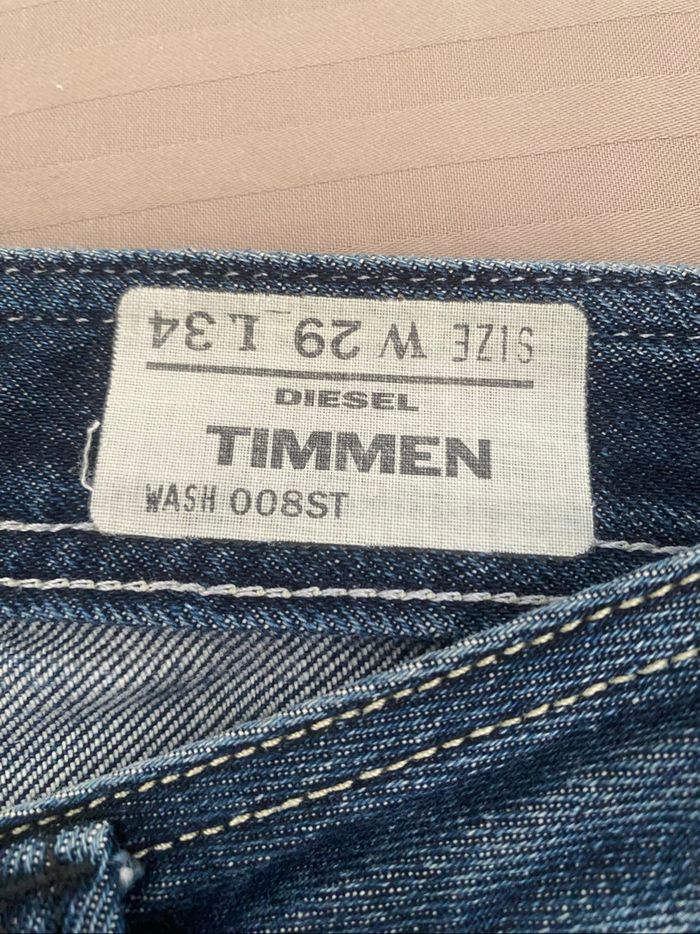 SIZE W 29 L 34
DIESEL
TIMMEN
WASH 008ST